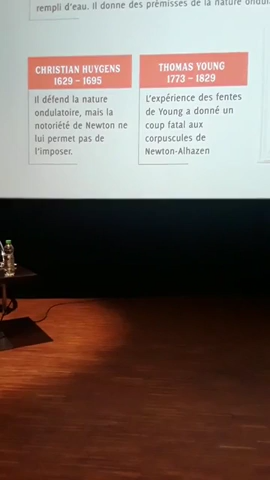 rempli d'eau. Il donne des prémisses de la nature
CHRISTIAN HUYGENS
1629 – 1695
Il défend la nature
ondulatoire, mais la
notoriété de Newton ne
lui permet pas de
l'imposer.
THOMAS YOUNG
1773 – 1829
L'expérience des fentes
de Young a donné un
coup fatal aux
corpuscules de
Newton-Alhazen